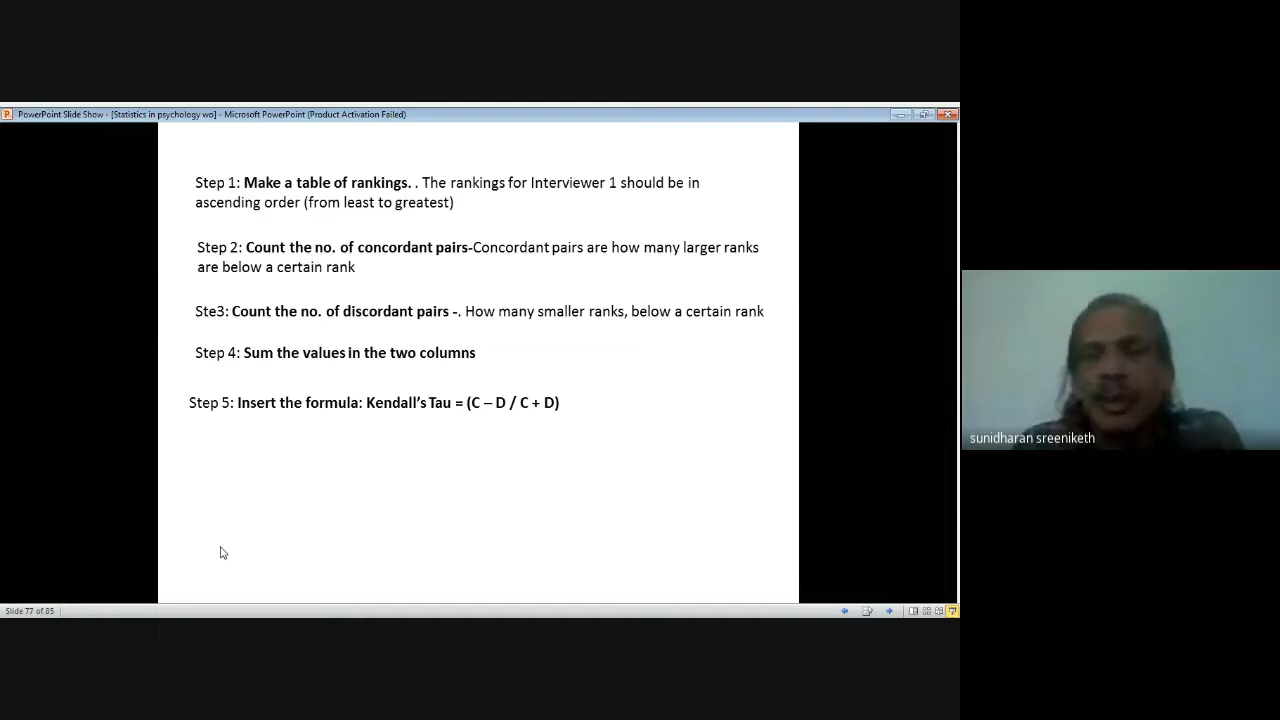 PowerPoint Slide Show - [Statistics in psychology wo] - Microsoft PowerPoint (Product Activation Failed)
Step 1: Make a table of rankings. . The rankings for Interviewer 1 should be in
ascending order (from least to greatest)
Step 2: Count the no. of concordant pairs-Concordant pairs are how many larger ranks
are below a certain rank
Ste3: Count the no. of discordant pairs -. How many smaller ranks, below a certain rank
Step 4: Sum the values in the two columns
Step 5: Insert the formula: Kendall's Tau = (C – D / C + D)
sunidharan sreeniketh
Slide 77 of 85